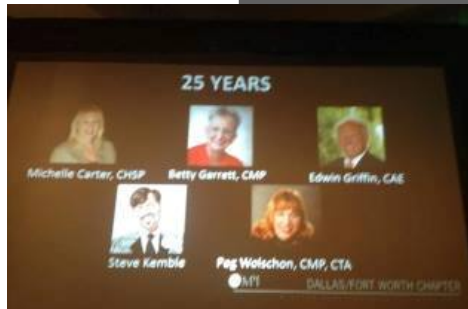 25 YEARS
Michelle Carter, CHSP Betty Garrett, CMP Edwin Griffin, CAE
Steve Kemble Peg Wolschon, CMP, CTA
DALLAS/FORT WORTH CHAPTER